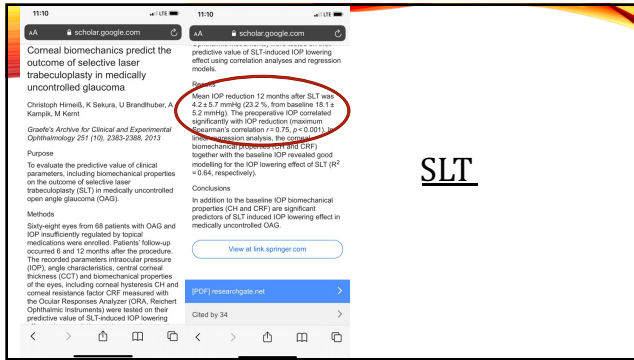 11:10
LTE
AA
scholar.google.com
Corneal biomechanics predict the
outcome of selective laser
trabeculoplasty in medically
uncontrolled glaucoma
Christoph Hirneiß, K Sekura, U Brandhuber, A
Kampik, M Kernt
Graefe's Archive for Clinical and Experimental
Ophthalmology 251 (10), 2383-2388, 2013
Purpose
To evaluate the predictive value of clinical
parameters, including biomechanical properties
on the outcome of selective laser
trabeculoplasty (SLT) in medically uncontrolled
open angle glaucoma (OAG).
Methods
Sixty-eight eyes from 68 patients with OAG and
IOP insufficiently regulated by topical
medications were enrolled. Patients' follow-up
occurred 6 and 12 months after the procedure.
The recorded parameters intraocular pressure
(IOP), angle characteristics, central corneal
thickness (CCT) and biomechanical properties
of the eyes, including corneal hysteresis CH and
corneal resistance factor CRF measured with
the Ocular Responses Analyzer (ORA, Reichert
Ophthalmic Instruments) were tested on their
predictive value of SLT-induced IOP lowering
11:10
LTE
AA
scholar.google.com
predictive value of SLT-induced IOP lowering
effect using correlation analyses and regression
models.
Results
Mean IOP reduction 12 months after SLT was
4.2 ± 5.7 mmHg (23.2 %, from baseline 18.1 ±
5.2 mmHg). The preoperative IOP correlated
significantly with IOP reduction (maximum
Spearman's correlation r = 0.75, p < 0.001). In
linear regression analysis, the corneal
biomechanical properties (CH and CRF)
together with the baseline IOP revealed good
modelling for the IOP lowering effect of SLT (R²
= 0.64, respectively).
Conclusions
In addition to the baseline IOP biomechanical
properties (CH and CRF) are significant
predictors of SLT induced IOP lowering effect in
medically uncontrolled OAG.
View at link.springer.com
[PDF] researchgate.net
Cited by 34
SLT